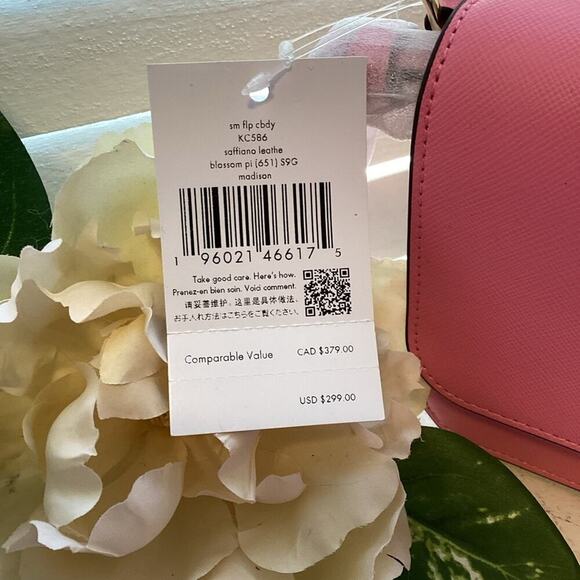 sm flp cbdy
KC586
saffiano leathe
blossom pi (651) S9G
madison
1 96021 46617 5
Take good care. Here's how.
Prenez-en bien soin. Voici comment.
请妥善维护，这里是具体做法。
お手入れ方法はこちらをご覧ください。
Comparable Value CAD $379.00
USD $299.00